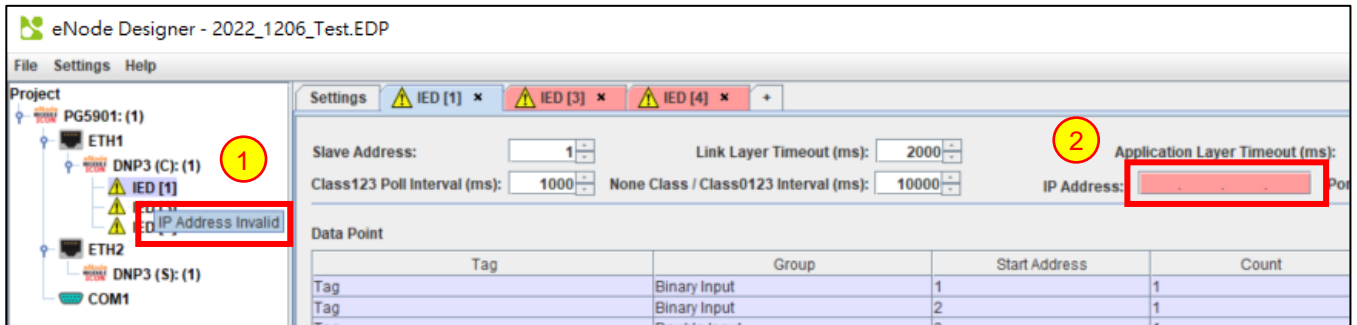 eNode Designer - 2022_1206_Test.EDP
File Settings Help
Project
PG5901: (1)
ETH1
DNP3 (C): (1)
IED [1]
IED
IED
IP Address Invalid
ETH2
DNP3 (S): (1)
COM1
1
Settings IED [1] × IED [3] × IED [4] × +
2
Slave Address: 1 Link Layer Timeout (ms): 2000 Application Layer Timeout (ms):
Class123 Poll Interval (ms): 1000 None Class / Class0123 Interval (ms): 10000 IP Address: . . .
Data Point
Tag Group Start Address Count
Tag Binary Input 1 1
Tag Binary Input 2 1